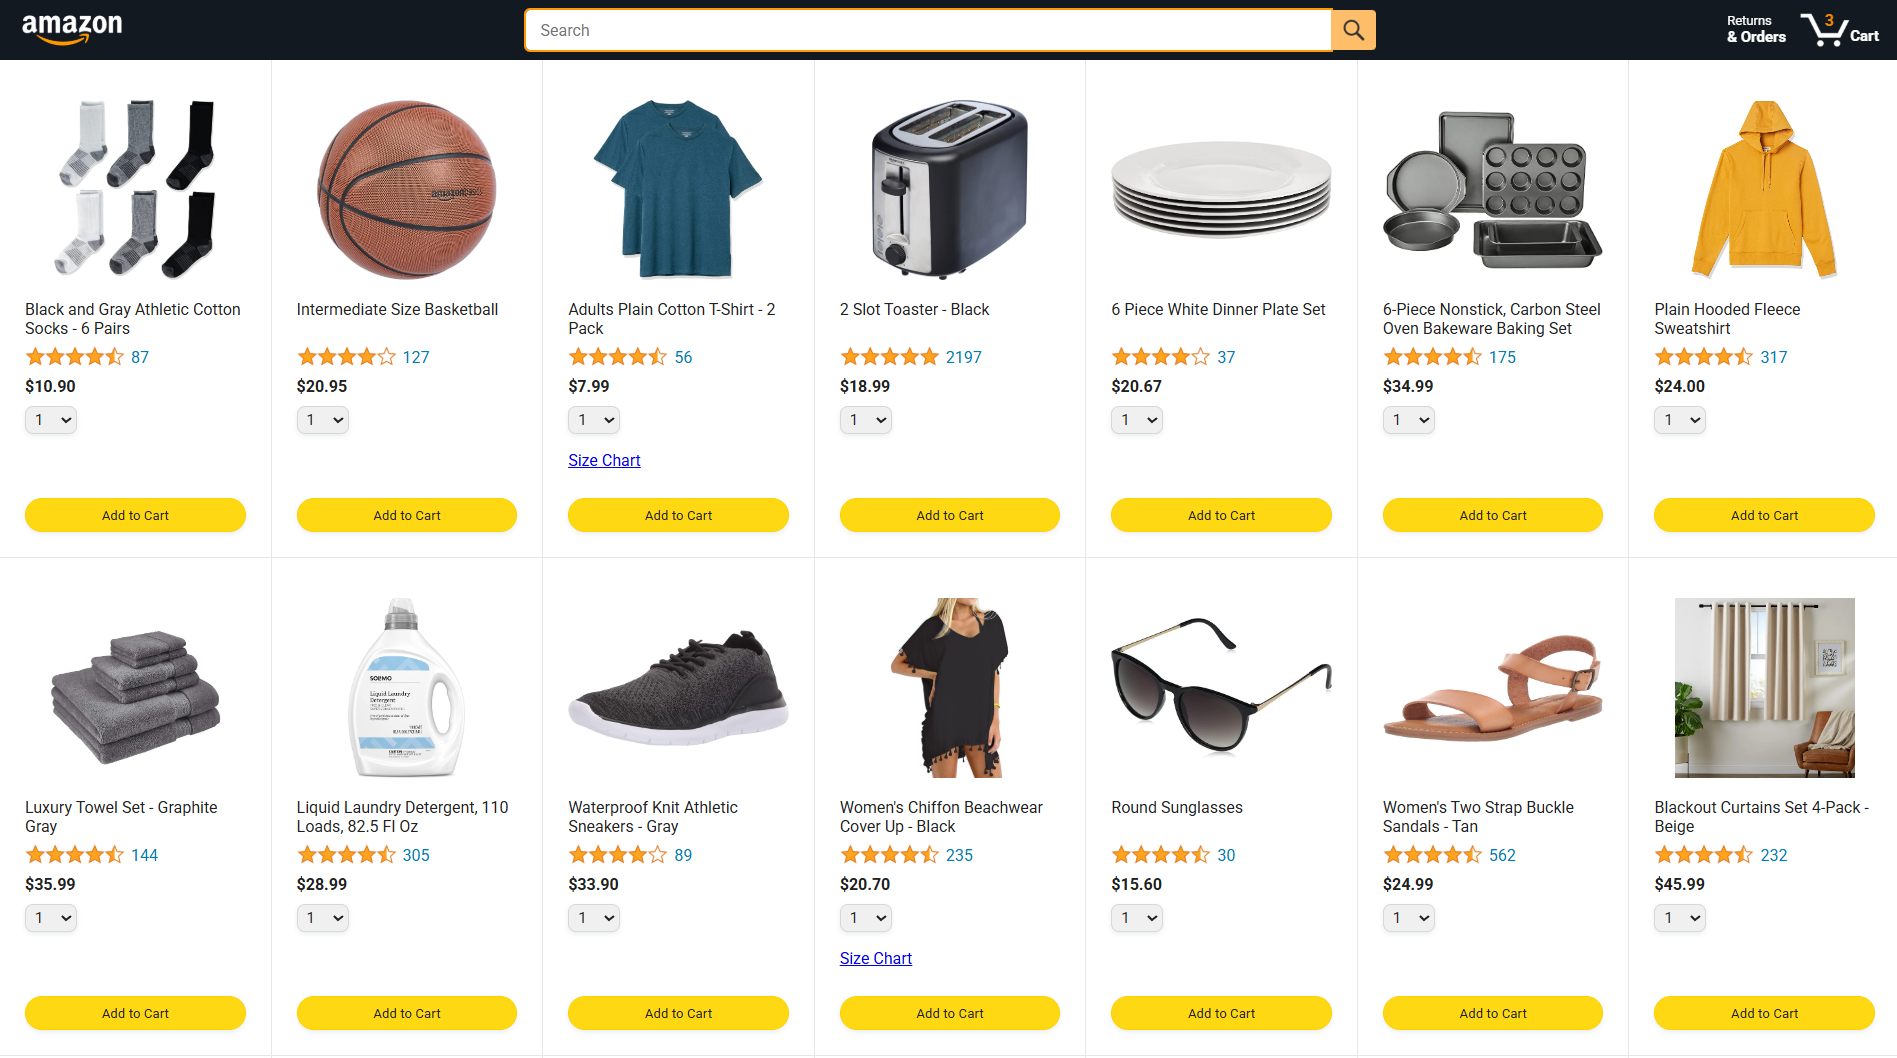 amazon
Search
Returns
& Orders
3
Cart
amazon
Black and Gray Athletic Cotton
Socks - 6 Pairs
87
$10.90
1
Add to Cart
Intermediate Size Basketball
127
$20.95
1
Add to Cart
Adults Plain Cotton T-Shirt - 2
Pack
56
$7.99
1
Size Chart
Add to Cart
2 Slot Toaster - Black
2197
$18.99
1
Add to Cart
6 Piece White Dinner Plate Set
37
$20.67
1
Add to Cart
6-Piece Nonstick, Carbon Steel
Oven Bakeware Baking Set
175
$34.99
1
Add to Cart
Plain Hooded Fleece
Sweatshirt
317
$24.00
1
Add to Cart
Luxury Towel Set - Graphite
Gray
144
$35.99
1
Add to Cart
SOLIMO
Liquid Laundry
Detergent
Liquid Laundry Detergent, 110
Loads, 82.5 Fl Oz
305
$28.99
1
Add to Cart
Waterproof Knit Athletic
Sneakers - Gray
89
$33.90
1
Add to Cart
Women's Chiffon Beachwear
Cover Up - Black
235
$20.70
1
Size Chart
Add to Cart
Round Sunglasses
30
$15.60
1
Add to Cart
Women's Two Strap Buckle
Sandals - Tan
562
$24.99
1
Add to Cart
Blackout Curtains Set 4-Pack -
Beige
232
$45.99
1
Add to Cart